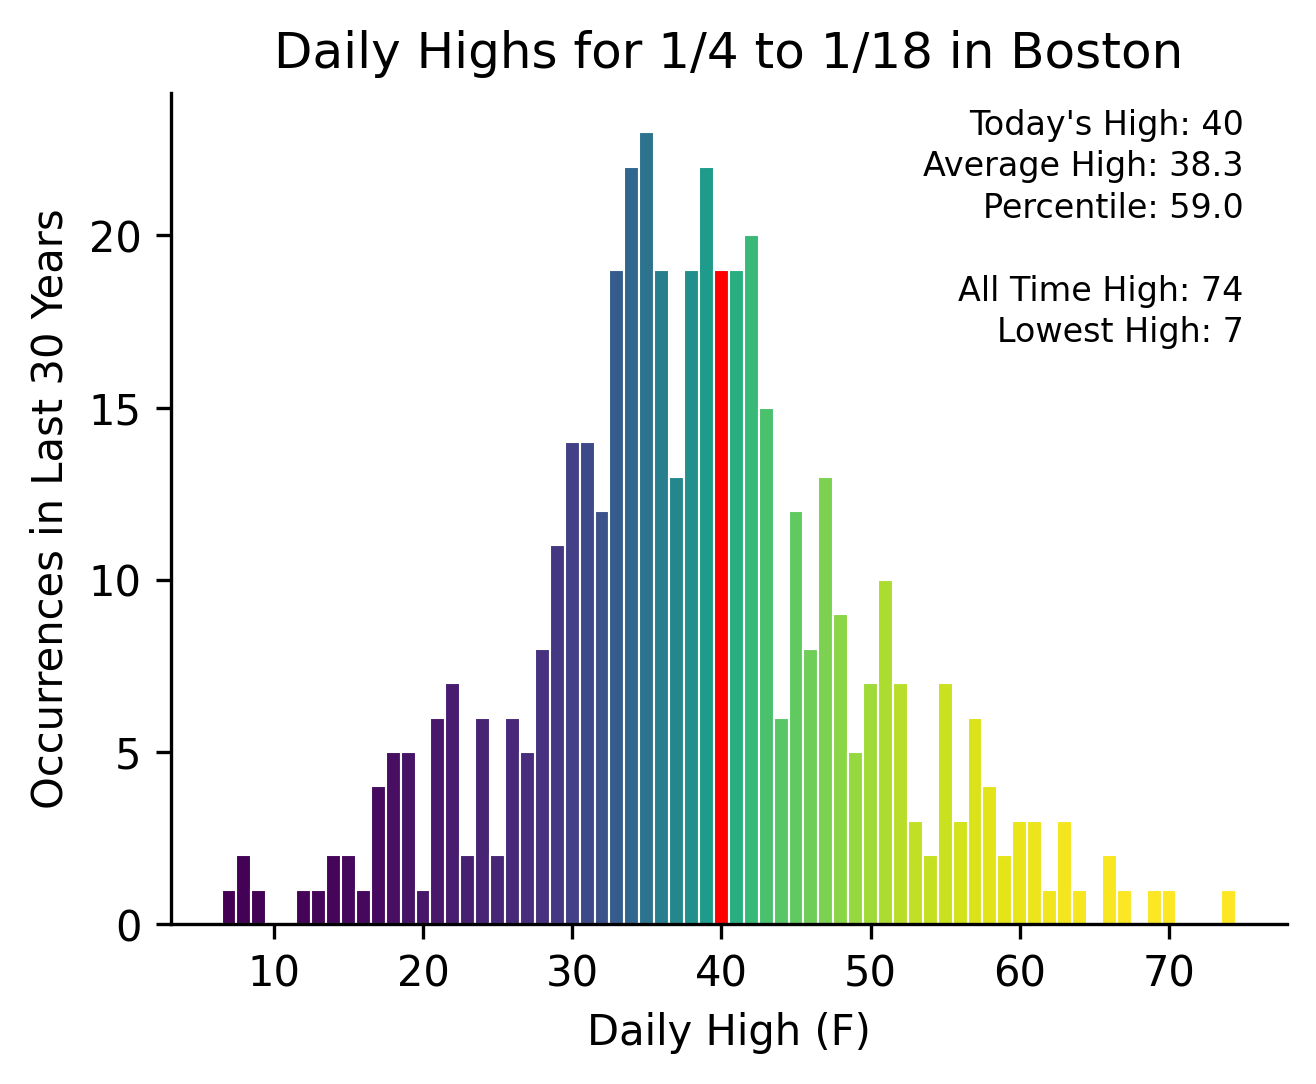 Daily Highs for 1/4 to 1/18 in Boston
Today's High: 40
Average High: 38.3
Percentile: 59.0
All Time High: 74
Lowest High: 7
Occurrences in Last 30 Years
20
15
10
5
0
10 20 30 40 50 60 70
Daily High (F)